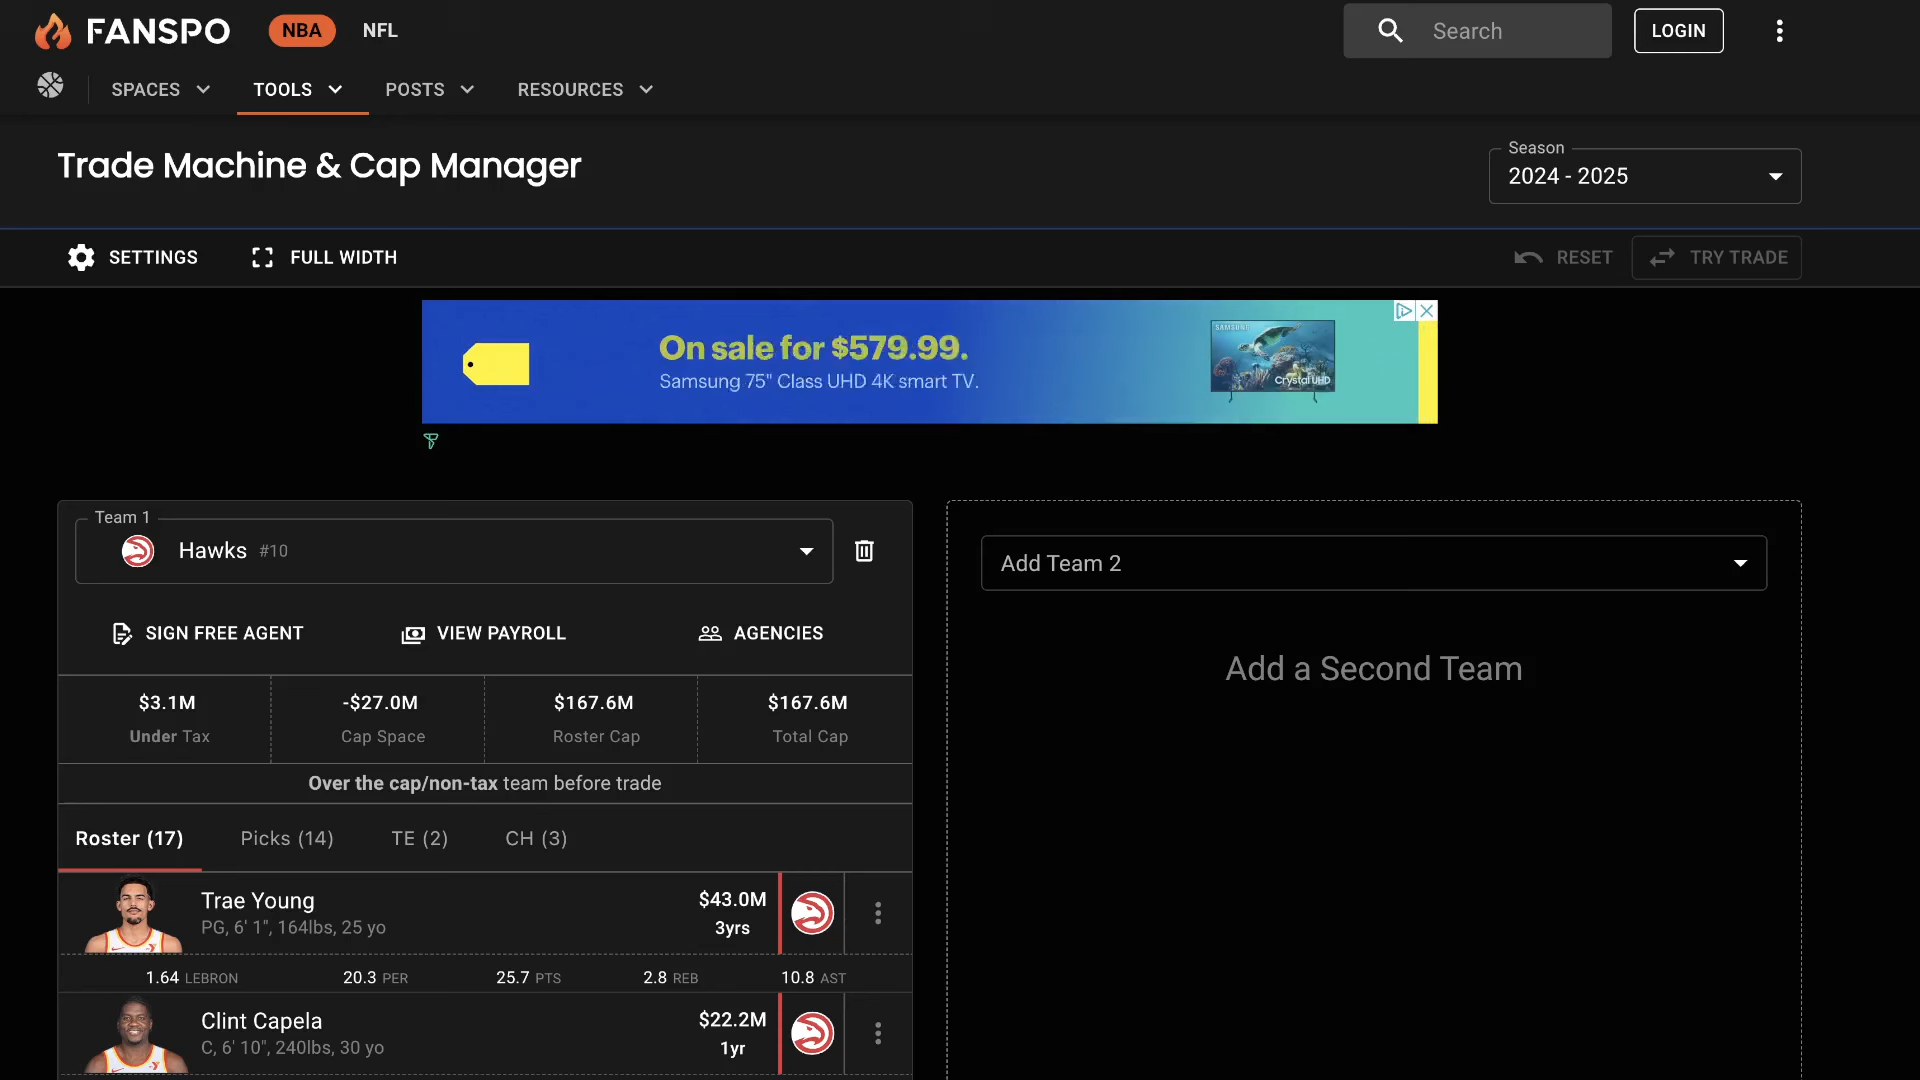 FANSPO
NBA
NFL
Search
LOGIN
SPACES
TOOLS
POSTS
RESOURCES
Trade Machine & Cap Manager
Season
2024 - 2025
SETTINGS
FULL WIDTH
RESET
TRY TRADE
On sale for $579.99.
Samsung 75" Class UHD 4K smart TV.
SAMSUNG
Crystal UHD
Team 1
Hawks #10
Add Team 2
SIGN FREE AGENT
VIEW PAYROLL
AGENCIES
Add a Second Team
$3.1M
-$27.0M
$167.6M
$167.6M
Under Tax
Cap Space
Roster Cap
Total Cap
Over the cap/non-tax team before trade
Roster (17)
Picks (14)
TE (2)
CH (3)
Trae Young
PG, 6' 1", 164lbs, 25 yo
$43.0M
3yrs
1.64 LEBRON
20.3 PER
25.7 PTS
2.8 REB
10.8 AST
Clint Capela
C, 6' 10", 240lbs, 30 yo
$22.2M
1yr